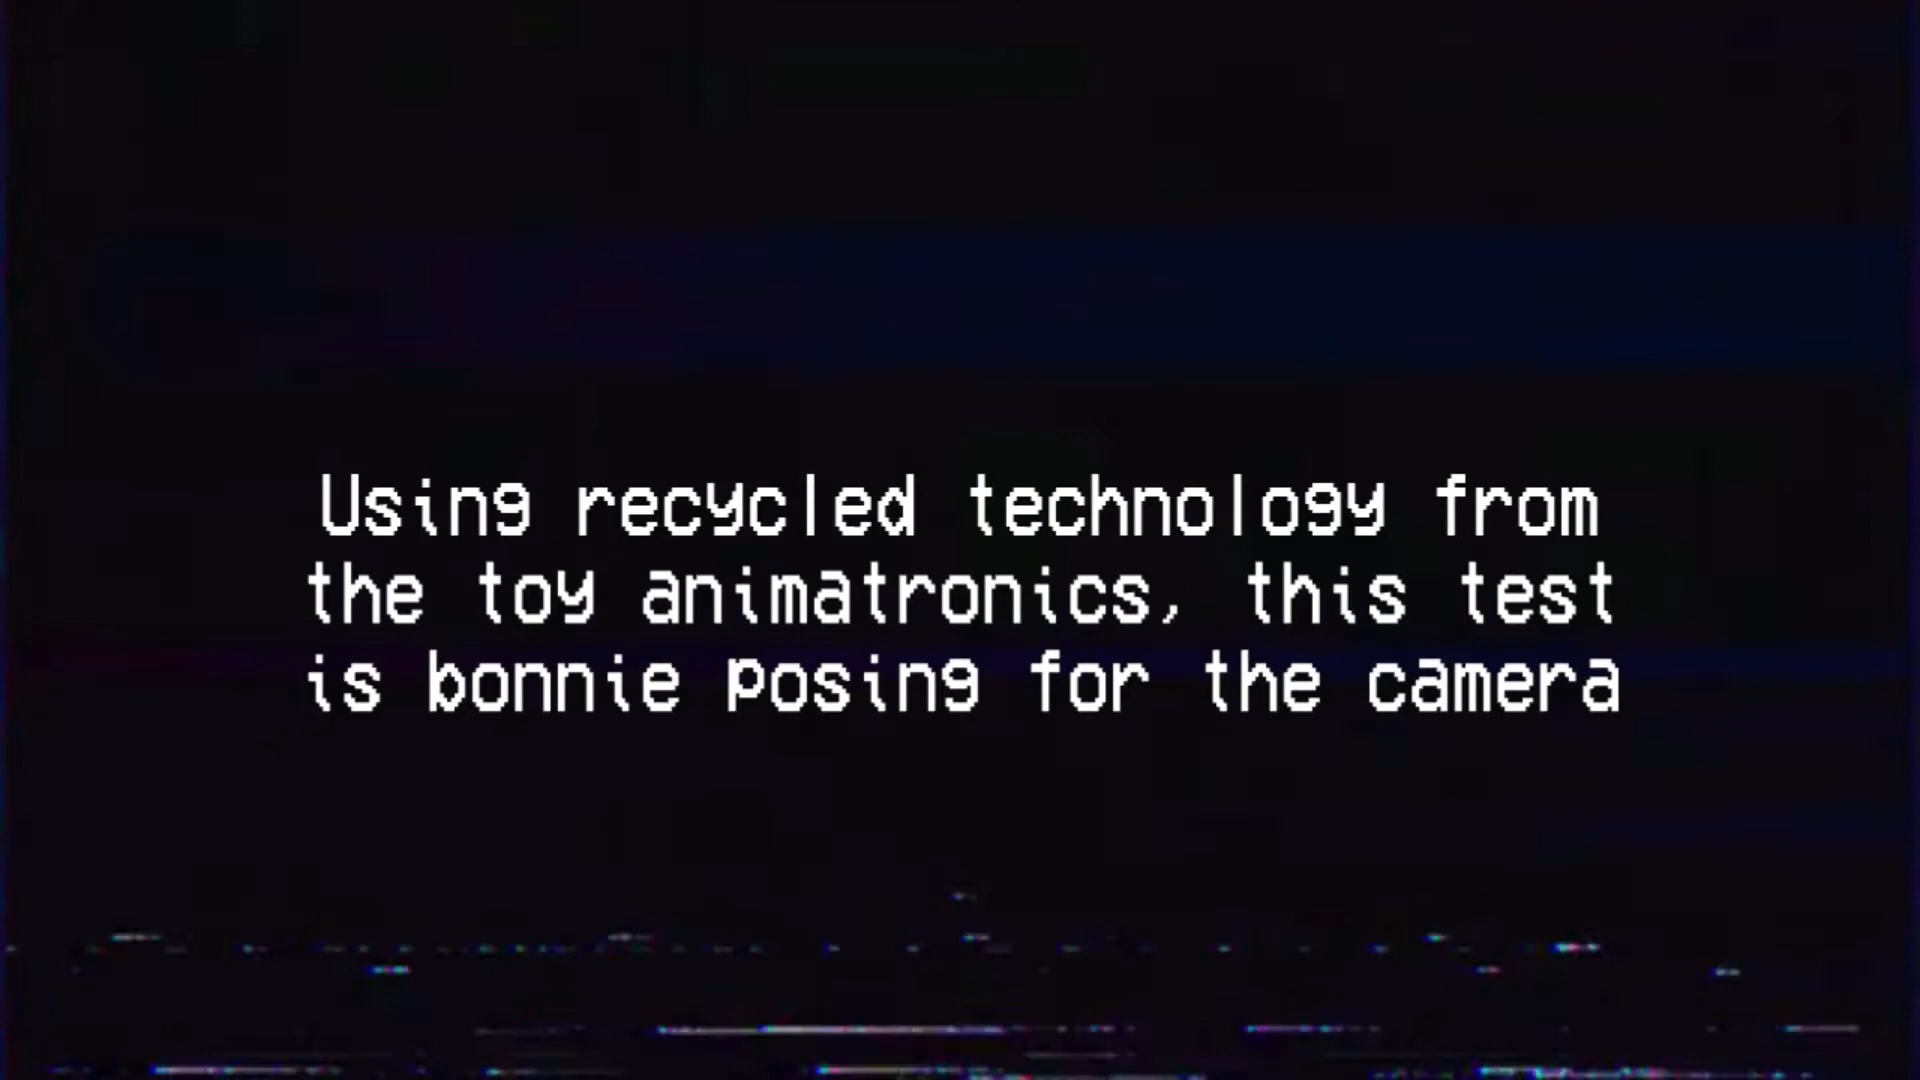 Using recycled technology from
the toy animatronics, this test
is bonnie posing for the camera